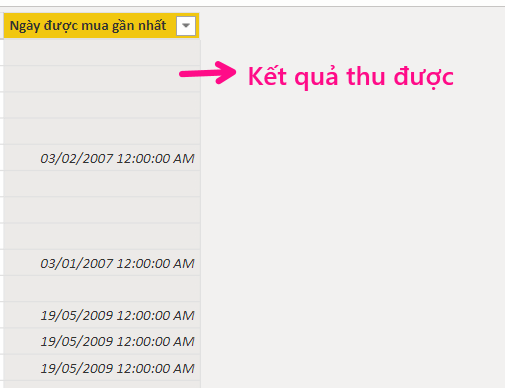 Ngày được mua gần nhất
Kết quả thu được
03/02/2007 12:00:00 AM
03/01/2007 12:00:00 AM
19/05/2009 12:00:00 AM
19/05/2009 12:00:00 AM
19/05/2009 12:00:00 AM